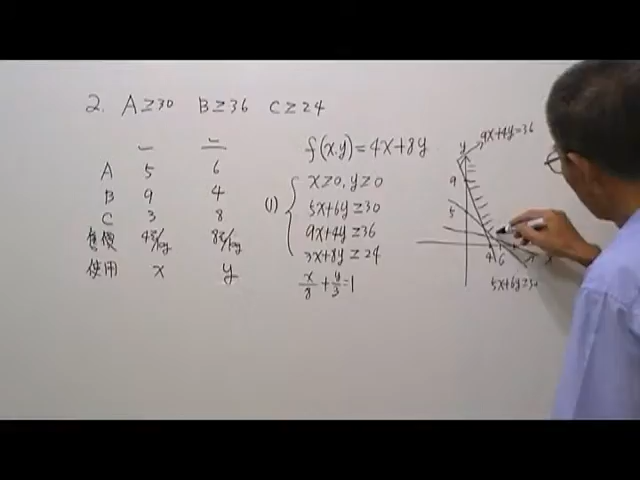 2. A≥30 B≥36 C≥24
一 二
A 5 6
B 9 4
C 3 8
售價 4元/kg 8元/kg
使用 x y
f(x,y)=4x+8y
(1) x≥0, y≥0
5x+6y≥30
9x+4y≥36
3x+8y≥24
x/8+y/3=1
9x+4y=36
y
9
5
4 6
x
5x+6y≥30